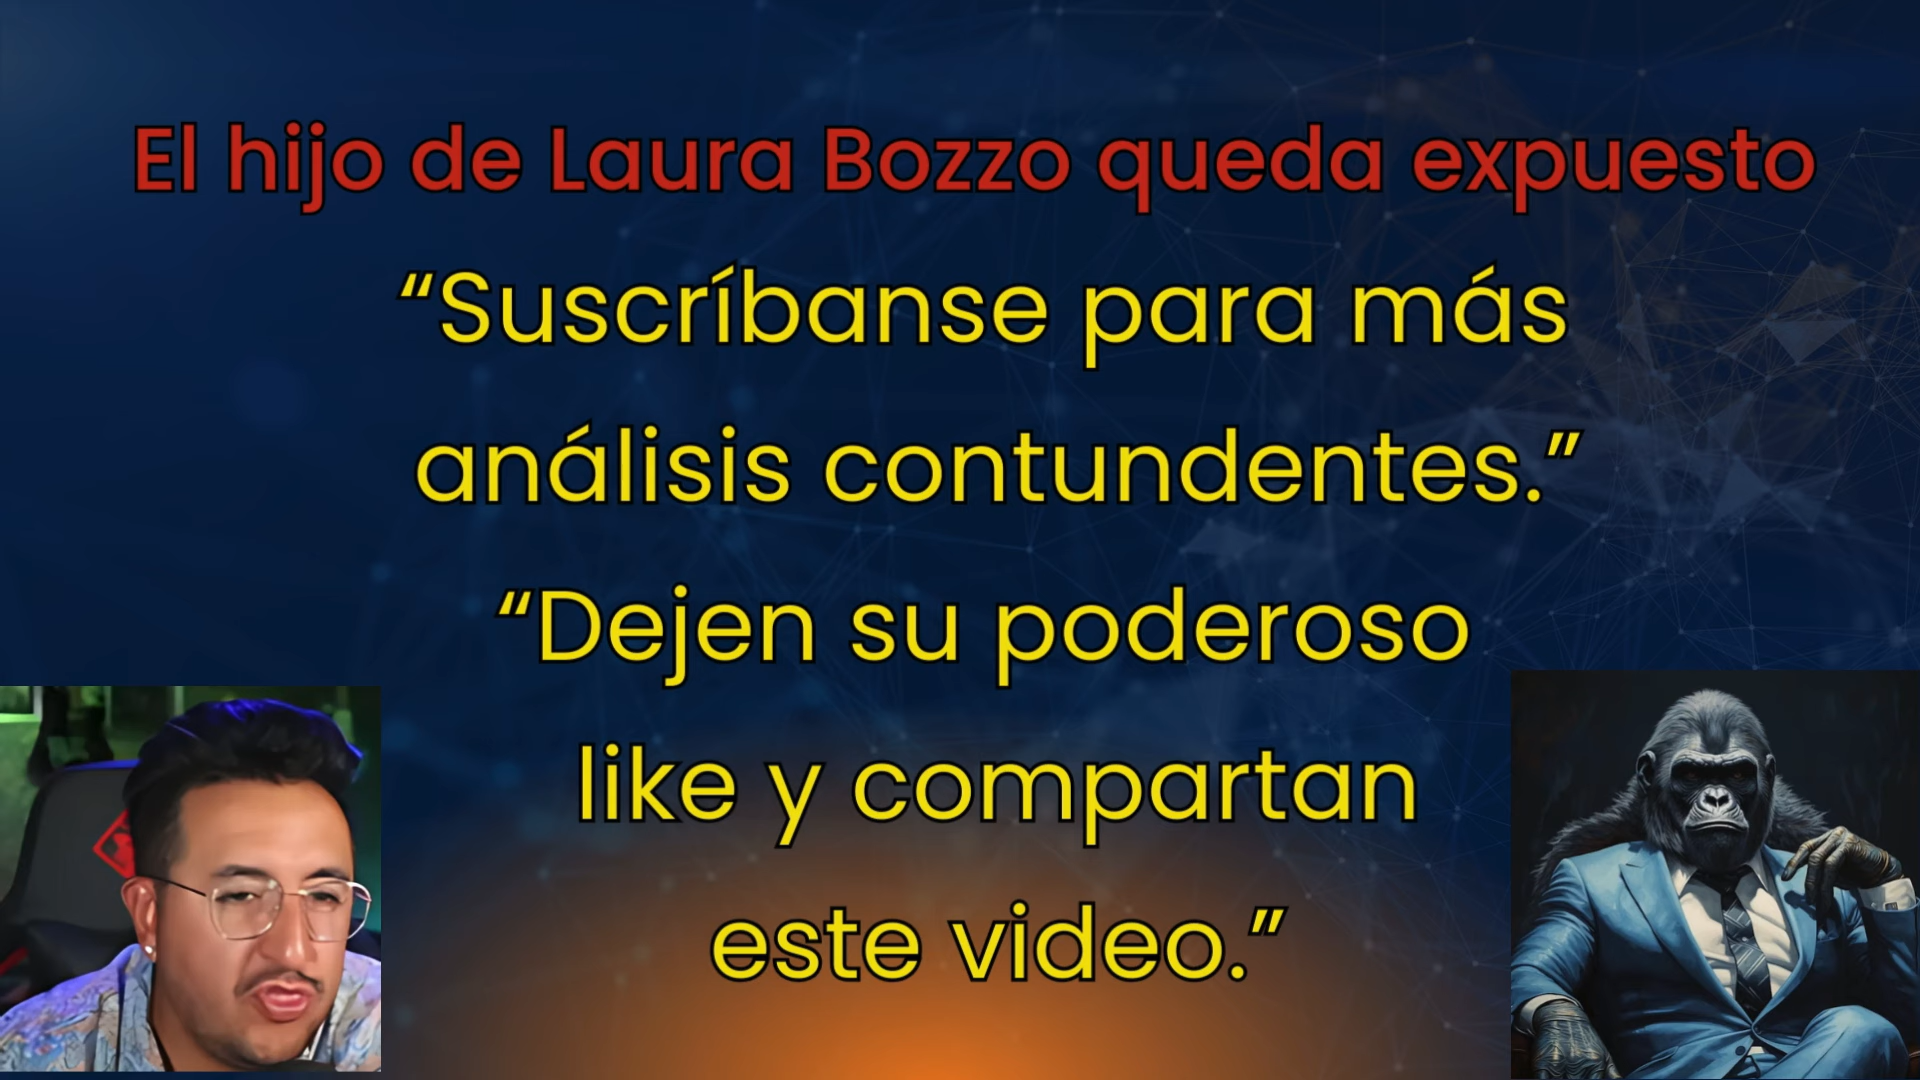 El hijo de Laura Bozzo queda expuesto
“Suscríbanse para más
análisis contundentes.”
“Dejen su poderoso
like y compartan
este video.”